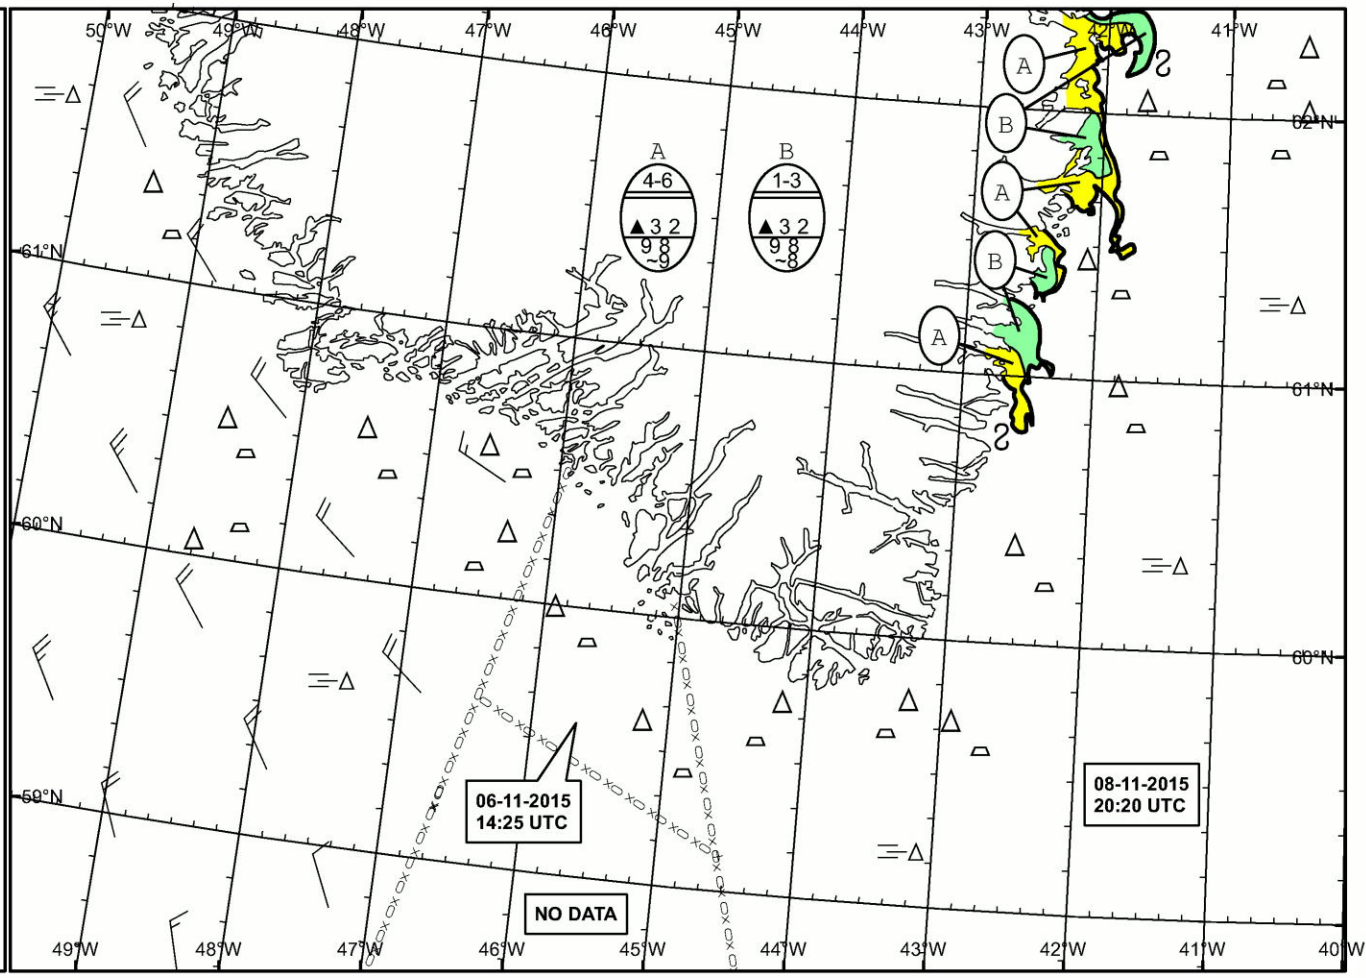 50°W 49°W 48°W 47°W 46°W 45°W 44°W 43°W 42°W 41°W
A
62°N
B
A B
4-6 1-3
▲ 3 2 ▲ 3 2
9 8 9 8
~9 ~8
A
61°N
B
A
61°N
60°N
60°N
59°N
06-11-2015
14:25 UTC
08-11-2015
20:20 UTC
NO DATA
49°W 48°W 47°W 46°W 45°W 44°W 43°W 42°W 41°W 40°W